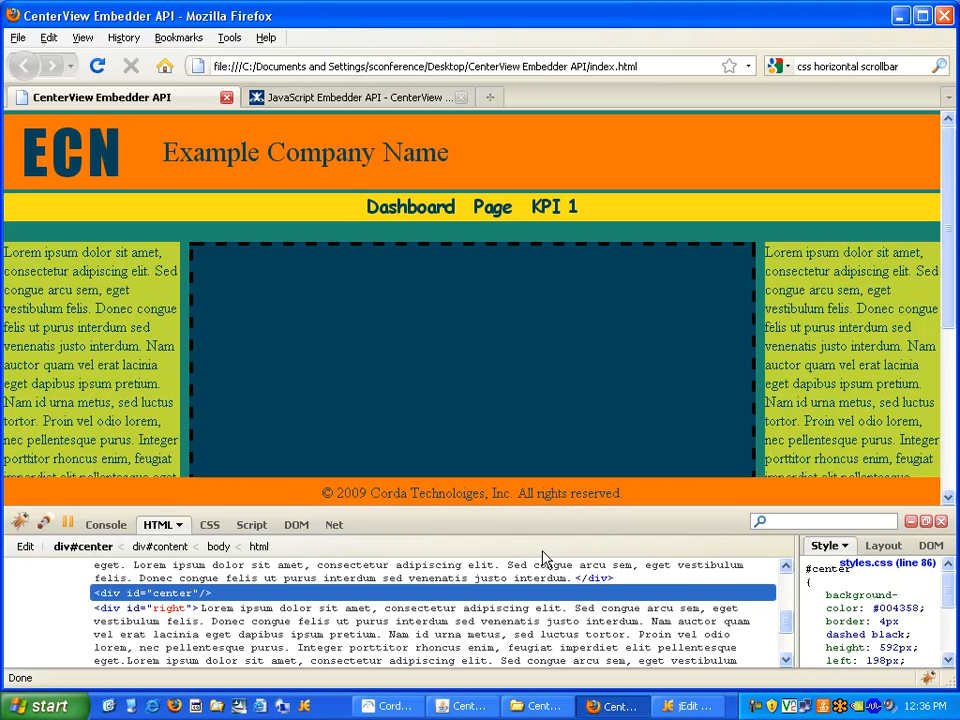 CenterView Embedder API - Mozilla Firefox
File Edit View History Bookmarks Tools Help
file:///C:/Documents and Settings/sconference/Desktop/CenterView Embedder API/index.html
css horizontal scrollbar
CenterView Embedder API
JavaScript Embedder API - CenterView ...
ECN
Example Company Name
Dashboard Page KPI 1
Lorem ipsum dolor sit amet,
consectetur adipiscing elit. Sed
congue arcu sem, eget
vestibulum felis. Donec congue
felis ut purus interdum sed
venenatis justo interdum. Nam
auctor quam vel erat lacinia
eget dapibus ipsum pretium.
Nam id urna metus, sed luctus
tortor. Proin vel odio lorem,
nec pellentesque purus. Integer
porttitor rhoncus enim, feugiat
imperdiet elit pellentesque eget
Lorem ipsum dolor sit amet,
consectetur adipiscing elit. Sed
congue arcu sem, eget
vestibulum felis. Donec congue
felis ut purus interdum sed
venenatis justo interdum. Nam
auctor quam vel erat lacinia
eget dapibus ipsum pretium.
Nam id urna metus, sed luctus
tortor. Proin vel odio lorem,
nec pellentesque purus. Integer
porttitor rhoncus enim, feugiat
imperdiet elit pellentesque eget
© 2009 Corda Technoloiges, Inc. All rights reserved.
Console HTML CSS Script DOM Net
Edit div#center < div#content < body < html
Style Layout DOM
eget. Lorem ipsum dolor sit amet, consectetur adipiscing elit. Sed congue arcu sem, eget vestibulum
felis. Donec congue felis ut purus interdum sed venenatis justo interdum.</div>
<div id="center"/>
<div id="right">Lorem ipsum dolor sit amet, consectetur adipiscing elit. Sed congue arcu sem, eget
vestibulum felis. Donec congue felis ut purus interdum sed venenatis justo interdum. Nam auctor quam
vel erat lacinia eget dapibus ipsum pretium. Nam id urna metus, sed luctus tortor. Proin vel odio
lorem, nec pellentesque purus. Integer porttitor rhoncus enim, feugiat imperdiet elit pellentesque
eget.Lorem ipsum dolor sit amet, consectetur adipiscing elit. Sed congue arcu sem, eget vestibulum
styles.css (line 86)
#center
{
background-
color: #004358;
border: 4px
dashed black;
height: 592px;
left: 198px;
Done
start
Cord...
Cent...
Cent...
Cent...
jEdit ...
12:36 PM